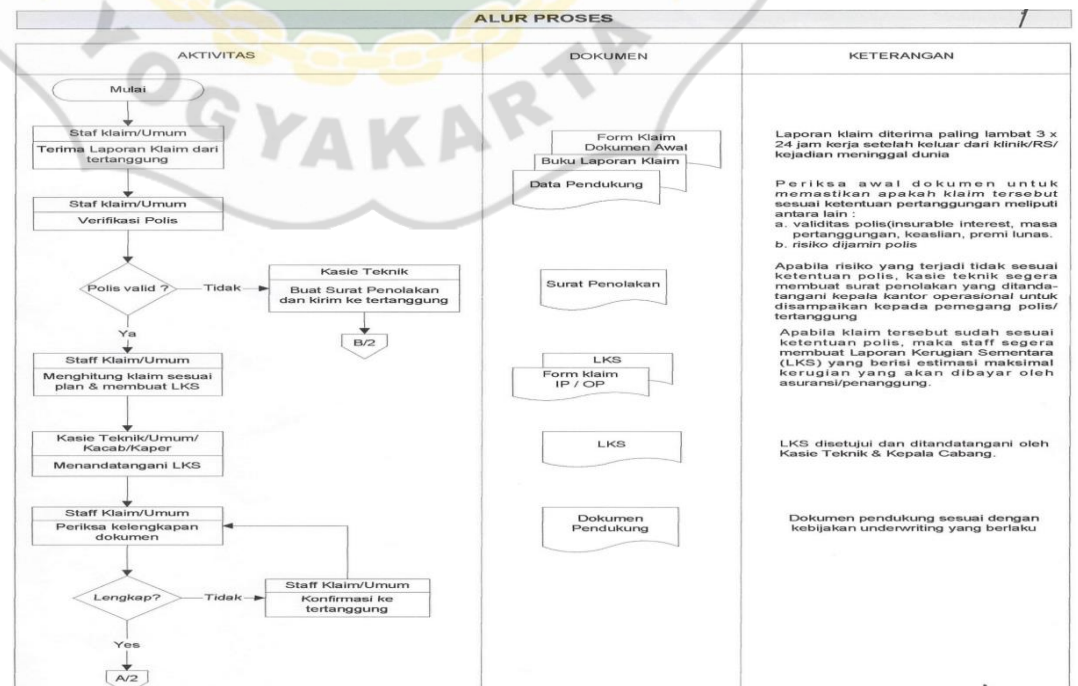 ALUR PROSES
1
AKTIVITAS
DOKUMEN
KETERANGAN
YOGYAKARTA
Mulai
Staf klaim/Umum
Terima Laporan Klaim dari
tertanggung
Form Klaim
Dokumen Awal
Buku Laporan Klaim
Data Pendukung
Laporan klaim diterima paling lambat 3 x
24 jam kerja setelah keluar dari klinik/RS/
kejadian meninggal dunia
Staf klaim/Umum
Verifikasi Polis
Periksa awal dokumen untuk
memastikan apakah klaim tersebut
sesuai ketentuan pertanggungan meliputi
antara lain :
a. validitas polis(insurable interest, masa
pertanggungan, keaslian, premi lunas.
b. risiko dijamin polis
Polis valid ?
Tidak
Kasie Teknik
Buat Surat Penolakan
dan kirim ke tertanggung
B/2
Surat Penolakan
Apabila risiko yang terjadi tidak sesuai
ketentuan polis, kasie teknik segera
membuat surat penolakan yang ditanda-
tangani kepala kantor operasional untuk
disampaikan kepada pemegang polis/
tertanggung
Ya
Staff Klaim/Umum
Menghitung klaim sesuai
plan & membuat LKS
LKS
Form klaim
IP / OP
Apabila klaim tersebut sudah sesuai
ketentuan polis, maka staff segera
membuat Laporan Kerugian Sementara
(LKS) yang berisi estimasi maksimal
kerugian yang akan dibayar oleh
asuransi/penanggung.
Kasie Teknik/Umum/
Kacab/Kaper
Menandatangani LKS
LKS
LKS disetujui dan ditandatangani oleh
Kasie Teknik & Kepala Cabang.
Staff Klaim/Umum
Periksa kelengkapan
dokumen
Dokumen
Pendukung
Dokumen pendukung sesuai dengan
kebijakan underwriting yang berlaku
Lengkap?
Tidak
Staff Klaim/Umum
Konfirmasi ke
tertanggung
Yes
A/2